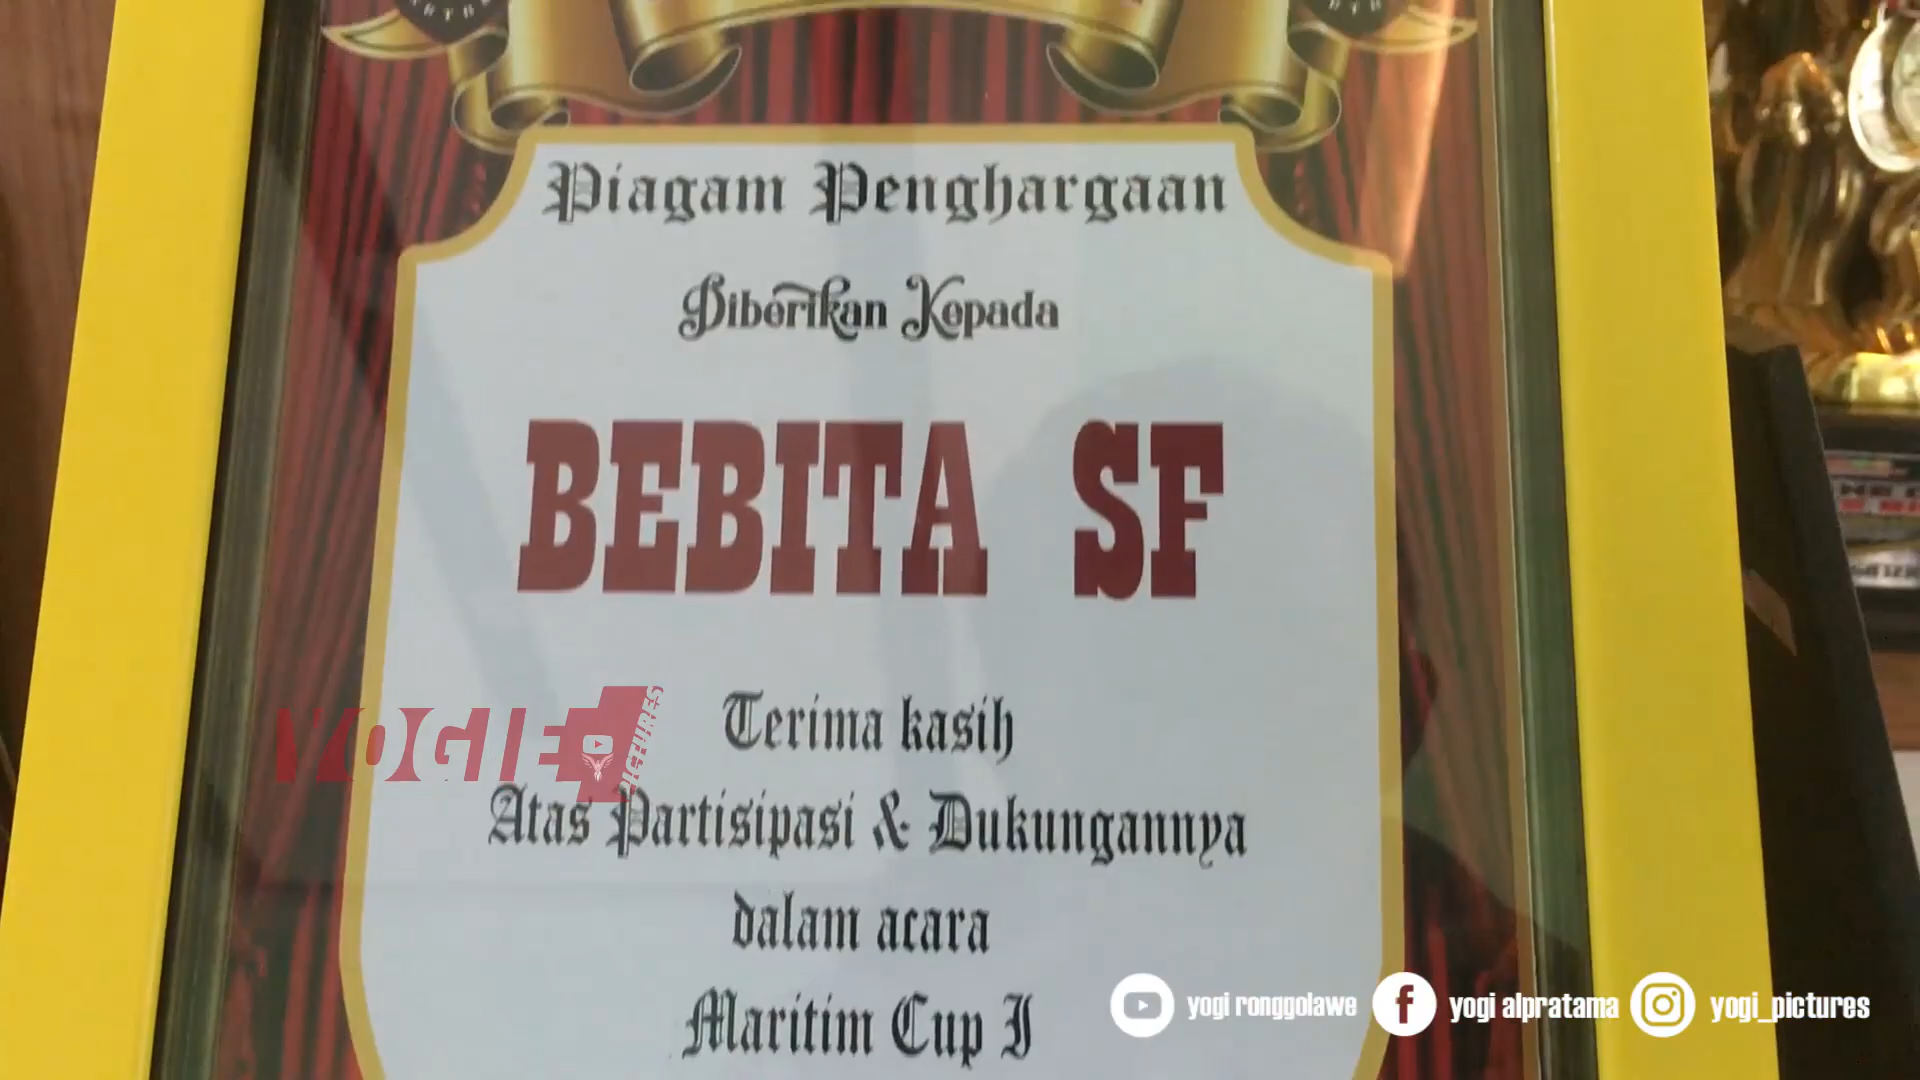 Piagam Penghargaan
Diberikan Kepada
BEBITA SF
Terima kasih
Atas Partisipasi & Dukungannya
dalam acara
Maritim Cup I
YOGIE
PICTURES
yogi ronggolawe
yogi alpratama
yogi_pictures